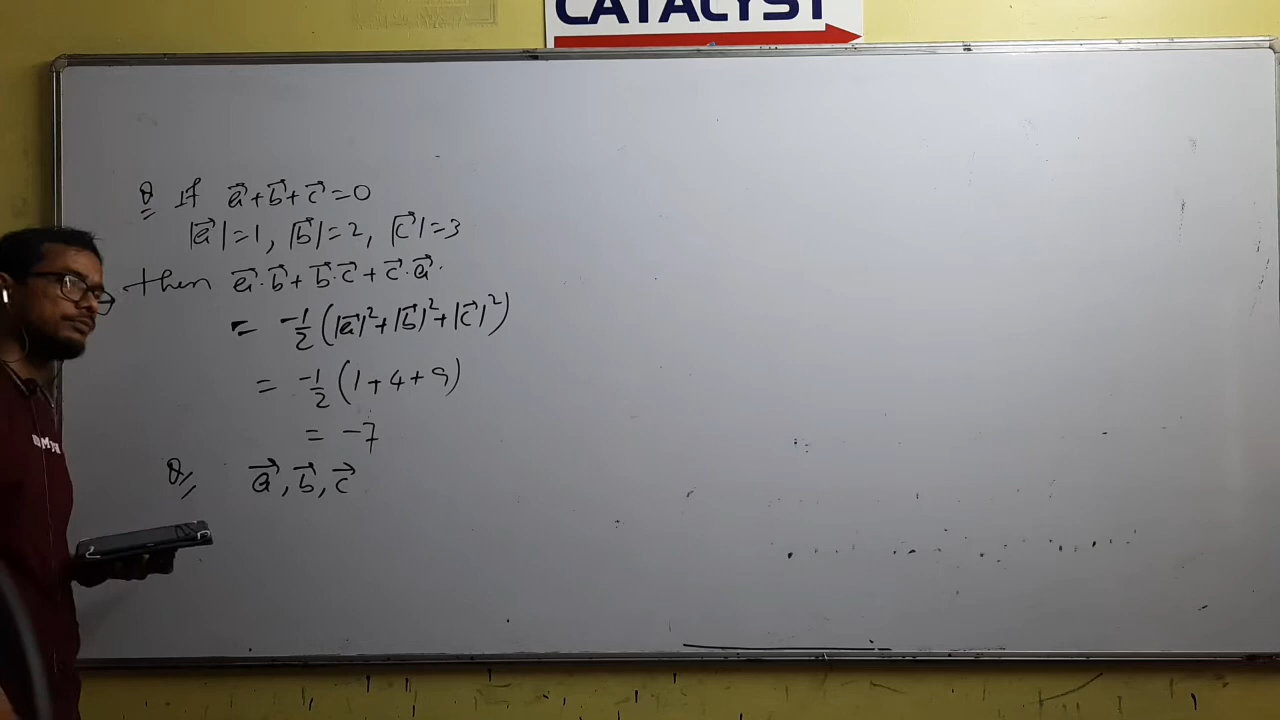 CATALYST
Q If a⃗+b⃗+c⃗=0
|a⃗|=1, |b⃗|=2, |c⃗|=3
then a⃗·b⃗+b⃗·c⃗+c⃗·a⃗.
= -1/2 (|a⃗|²+|b⃗|²+|c⃗|²)
= -1/2 (1+4+9)
= -7
Q, a⃗, b⃗, c⃗